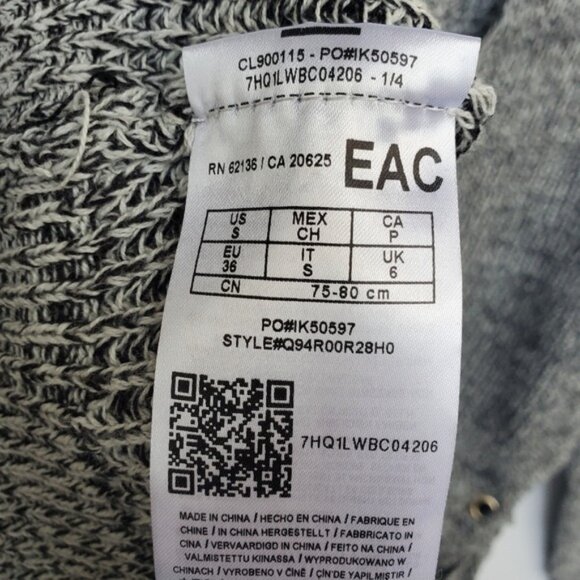 CL900115 - PO#IK50597
7HQ1LWBC04206 - 1/4
RN 62136 / CA 20625 EAC
US MEX CA
S CH P
EU IT UK
36 S 6
CN 75-80 cm
PO#IK50597
STYLE#Q94R00R28H0
7HQ1LWBC04206
MADE IN CHINA / HECHO EN CHINA / FABRIQUE EN
CHINE / IN CHINA HERGESTELLT / FABBRICATO IN
CINA / VERVAARDIGD IN CHINA / FEITO NA CHINA /
VALMISTETTU KIINASSA / WYPRODUKOWANO W
CHINACH / VYROBENO V ČÍNĚ / ÇİN'DE YAPILMIŞTIR /